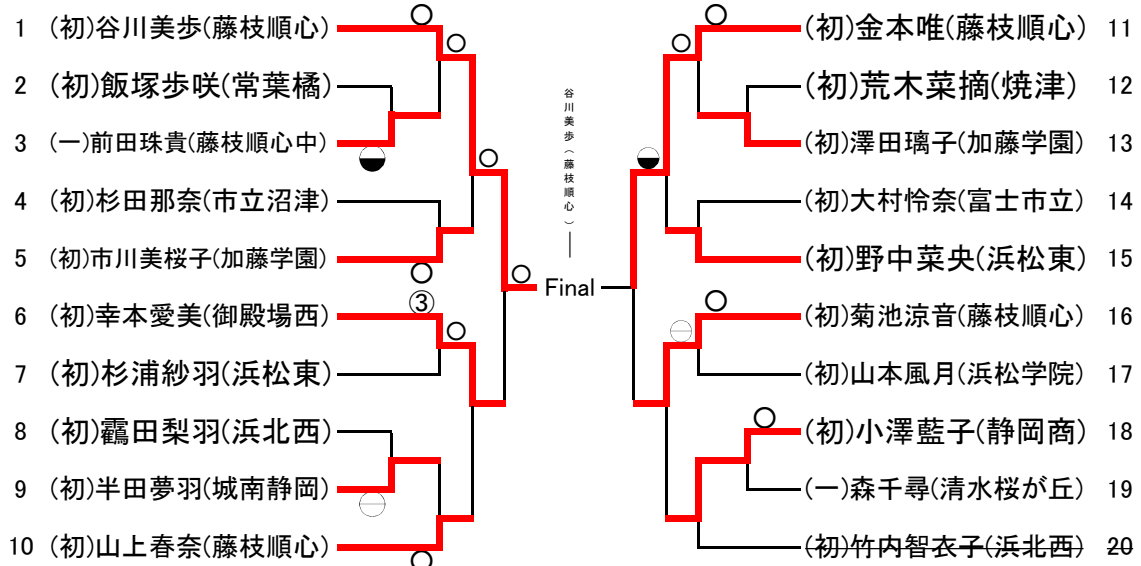 1 (初)谷川美歩(藤枝順心)
2 (初)飯塚歩咲(常葉橘)
3 (一)前田珠貴(藤枝順心中)
4 (初)杉田那奈(市立沼津)
5 (初)市川美桜子(加藤学園)
③
6 (初)幸本愛美(御殿場西)
7 (初)杉浦紗羽(浜松東)
8 (初)靏田梨羽(浜北西)
9 (初)半田夢羽(城南静岡)
10 (初)山上春奈(藤枝順心)
谷川美歩(藤枝順心)
Final
(初)金本唯(藤枝順心) 11
(初)荒木菜摘(焼津) 12
(初)澤田璃子(加藤学園) 13
(初)大村怜奈(富士市立) 14
(初)野中菜央(浜松東) 15
(初)菊池涼音(藤枝順心) 16
(初)山本風月(浜松学院) 17
(初)小澤藍子(静岡商) 18
(一)森千尋(清水桜が丘) 19
(初)竹内智衣子(浜北西) 20